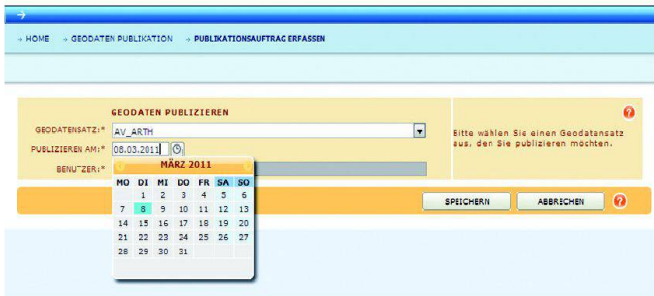 HOME GEODATEN PUBLIKATION PUBLIKATIONSAUFTRAG ERFASSEN
GEODATEN PUBLIZIEREN
GEODATENSATZ:* AV_ARTH
PUBLIZIEREN AM:* 08.03.2011
BENUTZER:*
Bitte wählen Sie einen Geodatansatz
aus, den Sie publizieren möchten.
MÄRZ 2011
MO DI MI DO FR SA SO
1 2 3 4 5 6
7 8 9 10 11 12 13
14 15 16 17 18 19 20
21 22 23 24 25 26 27
28 29 30 31
SPEICHERN ABBRECHEN